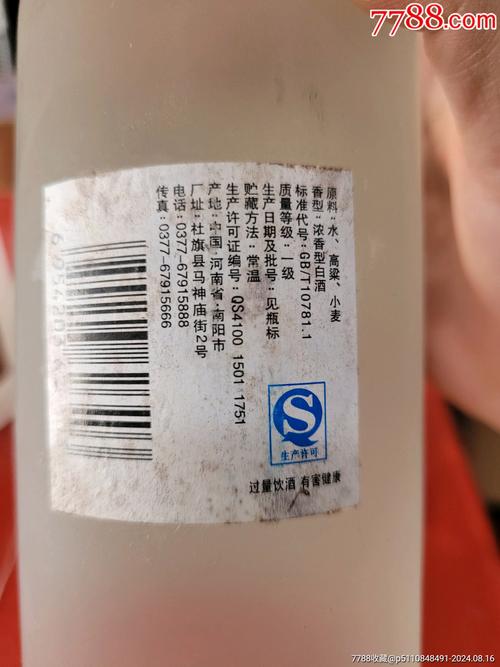 7788.com
原料：水、高粱、小麦
香型：浓香型白酒
标准代号：GB/T10781.1
质量等级：一级
生产日期及批号：见瓶标
贮藏方法：常温
生产许可证编号：QS4100 1501 1751
产地：中国·河南省·南阳市
厂址：社旗县马神庙街2号
电话：0377-67915888
传真：0377-67915666
生产许可
过量饮酒 有害健康
7788收藏@p5110848491-2024.08.16